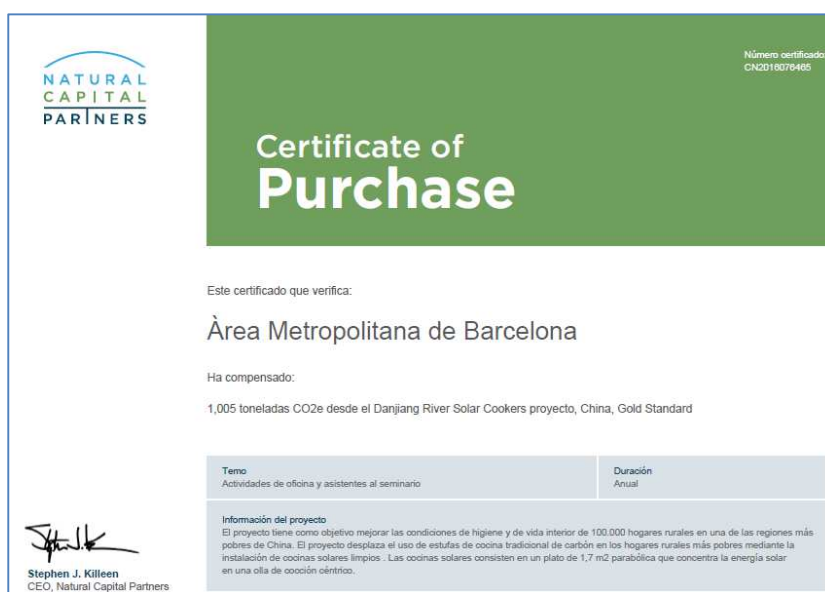 NATURAL
CAPITAL
PARTNERS
Número certificado:
CN2016076465
Certificate of
Purchase
Este certificado que verifica:
Àrea Metropolitana de Barcelona
Ha compensado:
1,005 toneladas CO2e desde el Danjiang River Solar Cookers proyecto, China, Gold Standard
Temo
Actividades de oficina y asistentes al seminario
Duración
Anual
Información del proyecto
El proyecto tiene como objetivo mejorar las condiciones de higiene y de vida interior de 100.000 hogares rurales en una de las regiones más
pobres de China. El proyecto desplaza el uso de estufas de cocina tradicional de carbón en los hogares rurales más pobres mediante la
instalación de cocinas solares limpios . Las cocinas solares consisten en un plato de 1,7 m2 parabólica que concentra la energía solar
en una olla de cocción céntrico.
Stephen J. Killeen
CEO, Natural Capital Partners